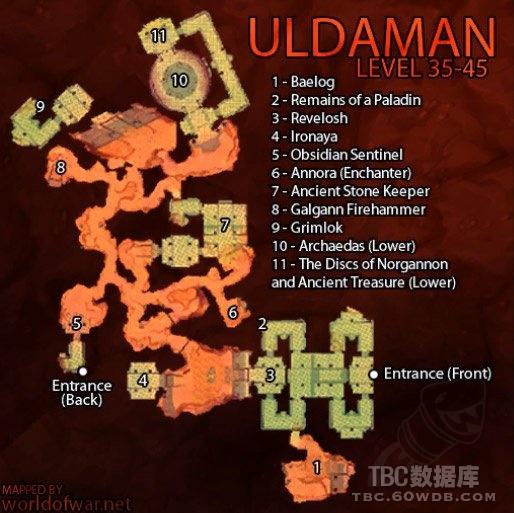 ULDAMAN
LEVEL 35-45
1 - Baelog
2 - Remains of a Paladin
3 - Revelosh
4 - Ironaya
5 - Obsidian Sentinel
6 - Annora (Enchanter)
7 - Ancient Stone Keeper
8 - Galgann Firehammer
9 - Grimlok
10 - Archaedas (Lower)
11 - The Discs of Norgannon
and Ancient Treasure (Lower)
11
10
9
8
7
6
5
2
Entrance
(Back)
4
3
Entrance (Front)
1
MAPPED BY
worldofwar.net
TBC数据库
TBC.60WDB.COM